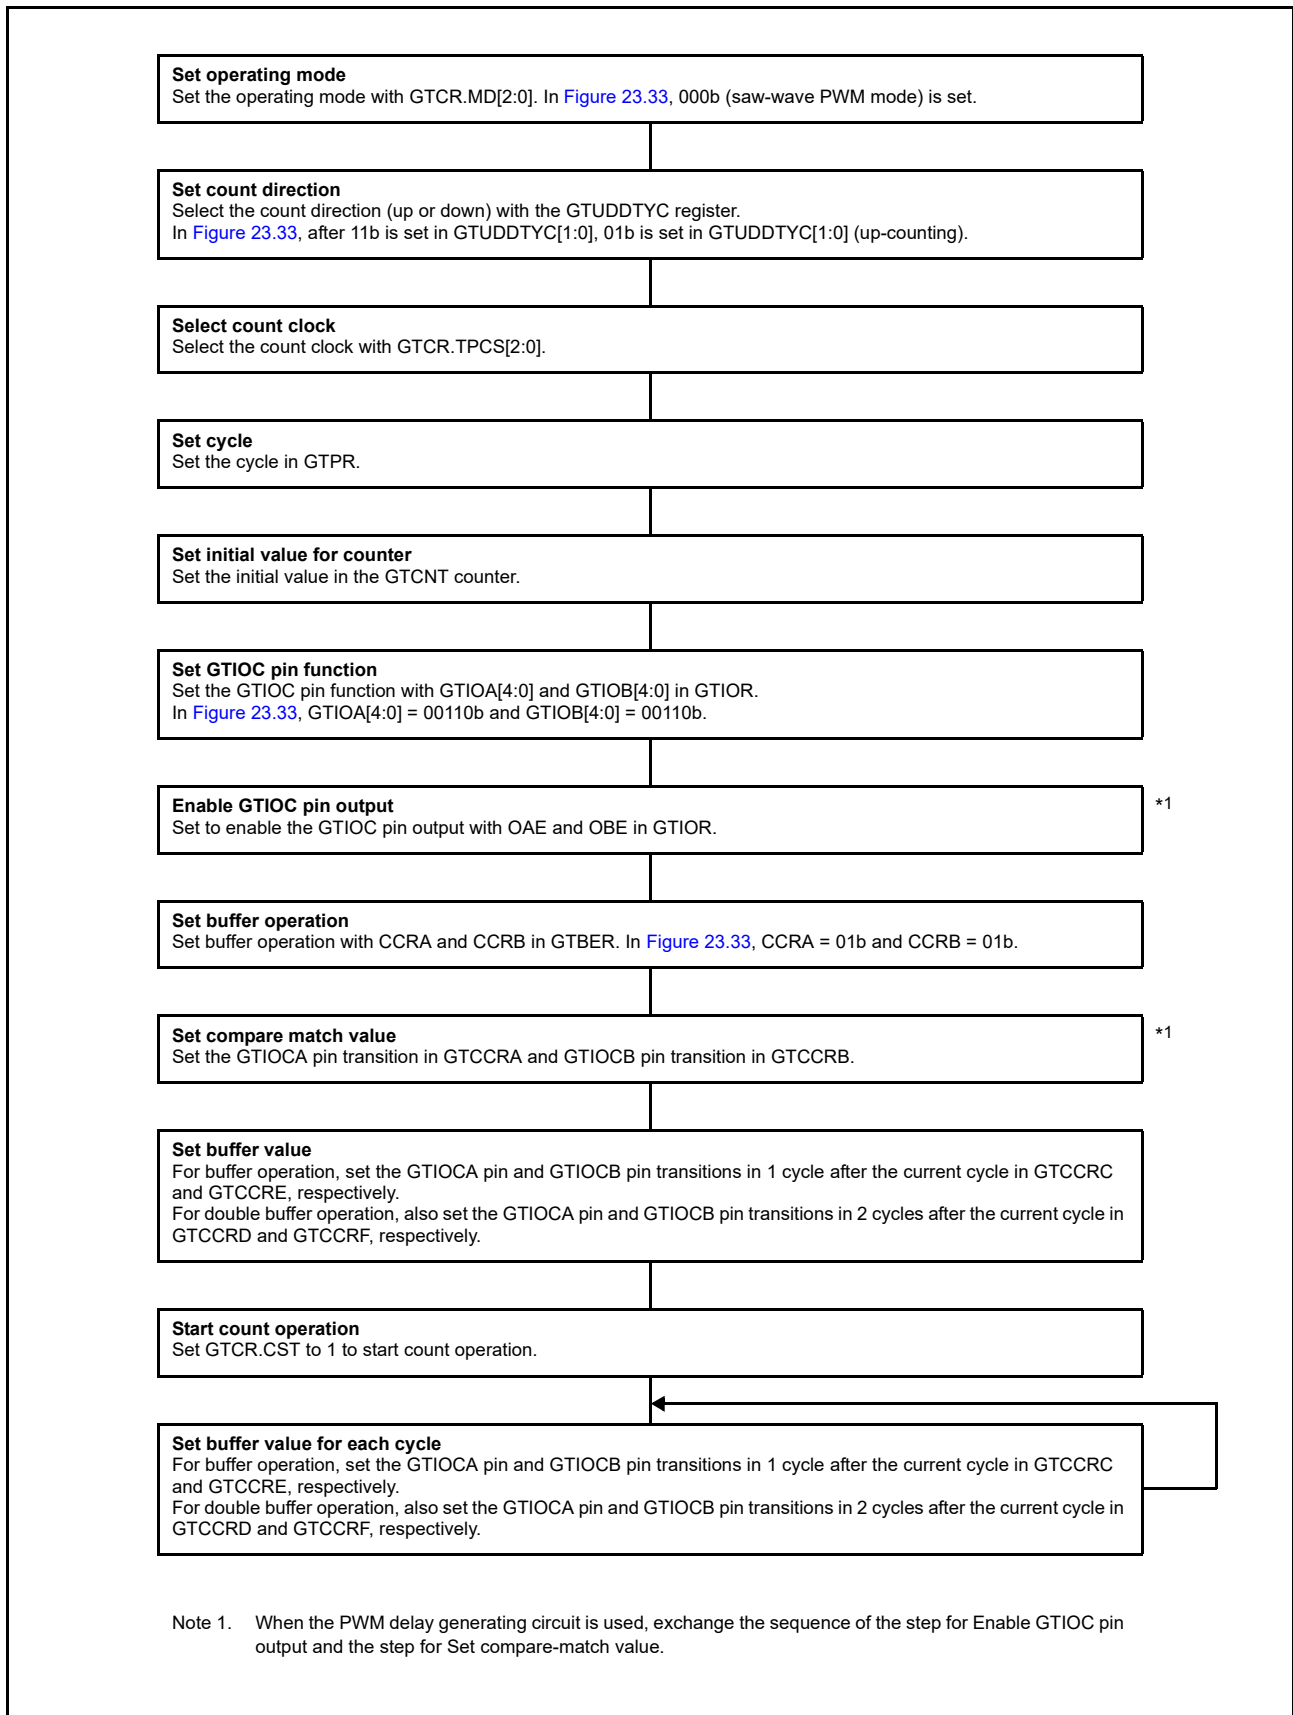 Set operating mode
Set the operating mode with GTCR.MD[2:0]. In Figure 23.33, 000b (saw-wave PWM mode) is set.
Set count direction
Select the count direction (up or down) with the GTUDDTYC register.
In Figure 23.33, after 11b is set in GTUDDTYC[1:0], 01b is set in GTUDDTYC[1:0] (up-counting).
Select count clock
Select the count clock with GTCR.TPCS[2:0].
Set cycle
Set the cycle in GTPR.
Set initial value for counter
Set the initial value in the GTCNT counter.
Set GTIOC pin function
Set the GTIOC pin function with GTIOA[4:0] and GTIOB[4:0] in GTIOR.
In Figure 23.33, GTIOA[4:0] = 00110b and GTIOB[4:0] = 00110b.
Enable GTIOC pin output
Set to enable the GTIOC pin output with OAE and OBE in GTIOR.
*1
Set buffer operation
Set buffer operation with CCRA and CCRB in GTBER. In Figure 23.33, CCRA = 01b and CCRB = 01b.
Set compare match value
Set the GTIOCA pin transition in GTCCRA and GTIOCB pin transition in GTCCRB.
*1
Set buffer value
For buffer operation, set the GTIOCA pin and GTIOCB pin transitions in 1 cycle after the current cycle in GTCCRC
and GTCCRE, respectively.
For double buffer operation, also set the GTIOCA pin and GTIOCB pin transitions in 2 cycles after the current cycle in
GTCCRD and GTCCRF, respectively.
Start count operation
Set GTCR.CST to 1 to start count operation.
Set buffer value for each cycle
For buffer operation, set the GTIOCA pin and GTIOCB pin transitions in 1 cycle after the current cycle in GTCCRC
and GTCCRE, respectively.
For double buffer operation, also set the GTIOCA pin and GTIOCB pin transitions in 2 cycles after the current cycle in
GTCCRD and GTCCRF, respectively.
Note 1. When the PWM delay generating circuit is used, exchange the sequence of the step for Enable GTIOC pin
output and the step for Set compare-match value.